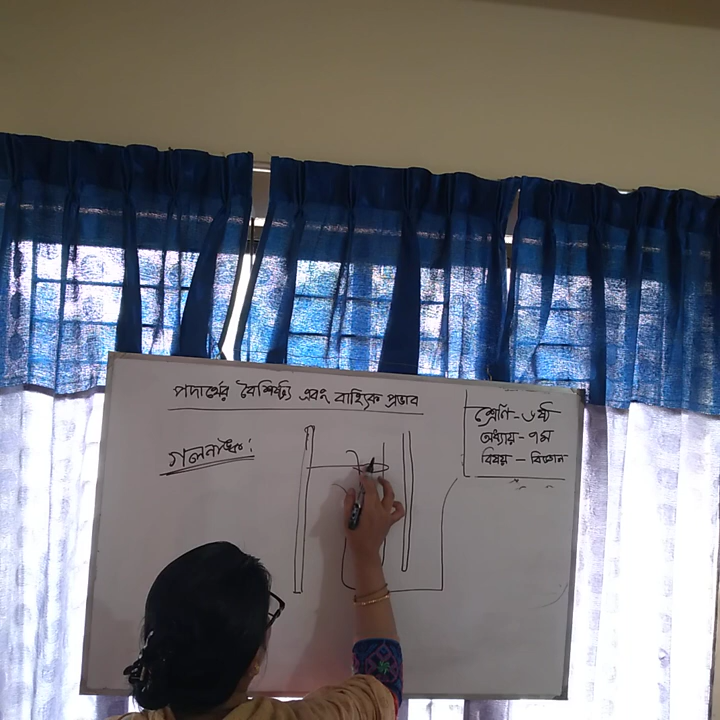 পদার্থের বৈশিষ্ট্য এবং বাহ্যিক প্রভাব
শ্রেণি - ৬ষ্ঠ
অধ্যায় - ৭ম
বিষয় - বিজ্ঞান
গলনাঙ্ক: